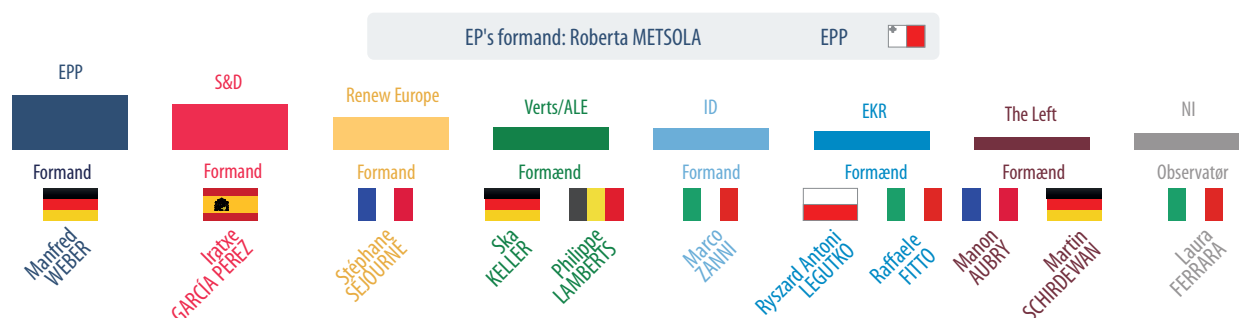 EP's formand: Roberta METSOLA EPP
EPP
S&D
Renew Europe
Verts/ALE
ID
EKR
The Left
NI
Formand
Formand
Formand
Formænd
Formand
Formænd
Formænd
Observatør
Manfred
WEBER
Iratxe
GARCÍA PÉREZ
Stéphane
SÉJOURNÉ
Ska
KELLER
Philippe
LAMBERTS
Marco
ZANNI
Ryszard Antoni
LEGUTKO
Raffaele
FITTO
Manon
AUBRY
Martin
SCHIRDEWAN
Laura
FERRARA